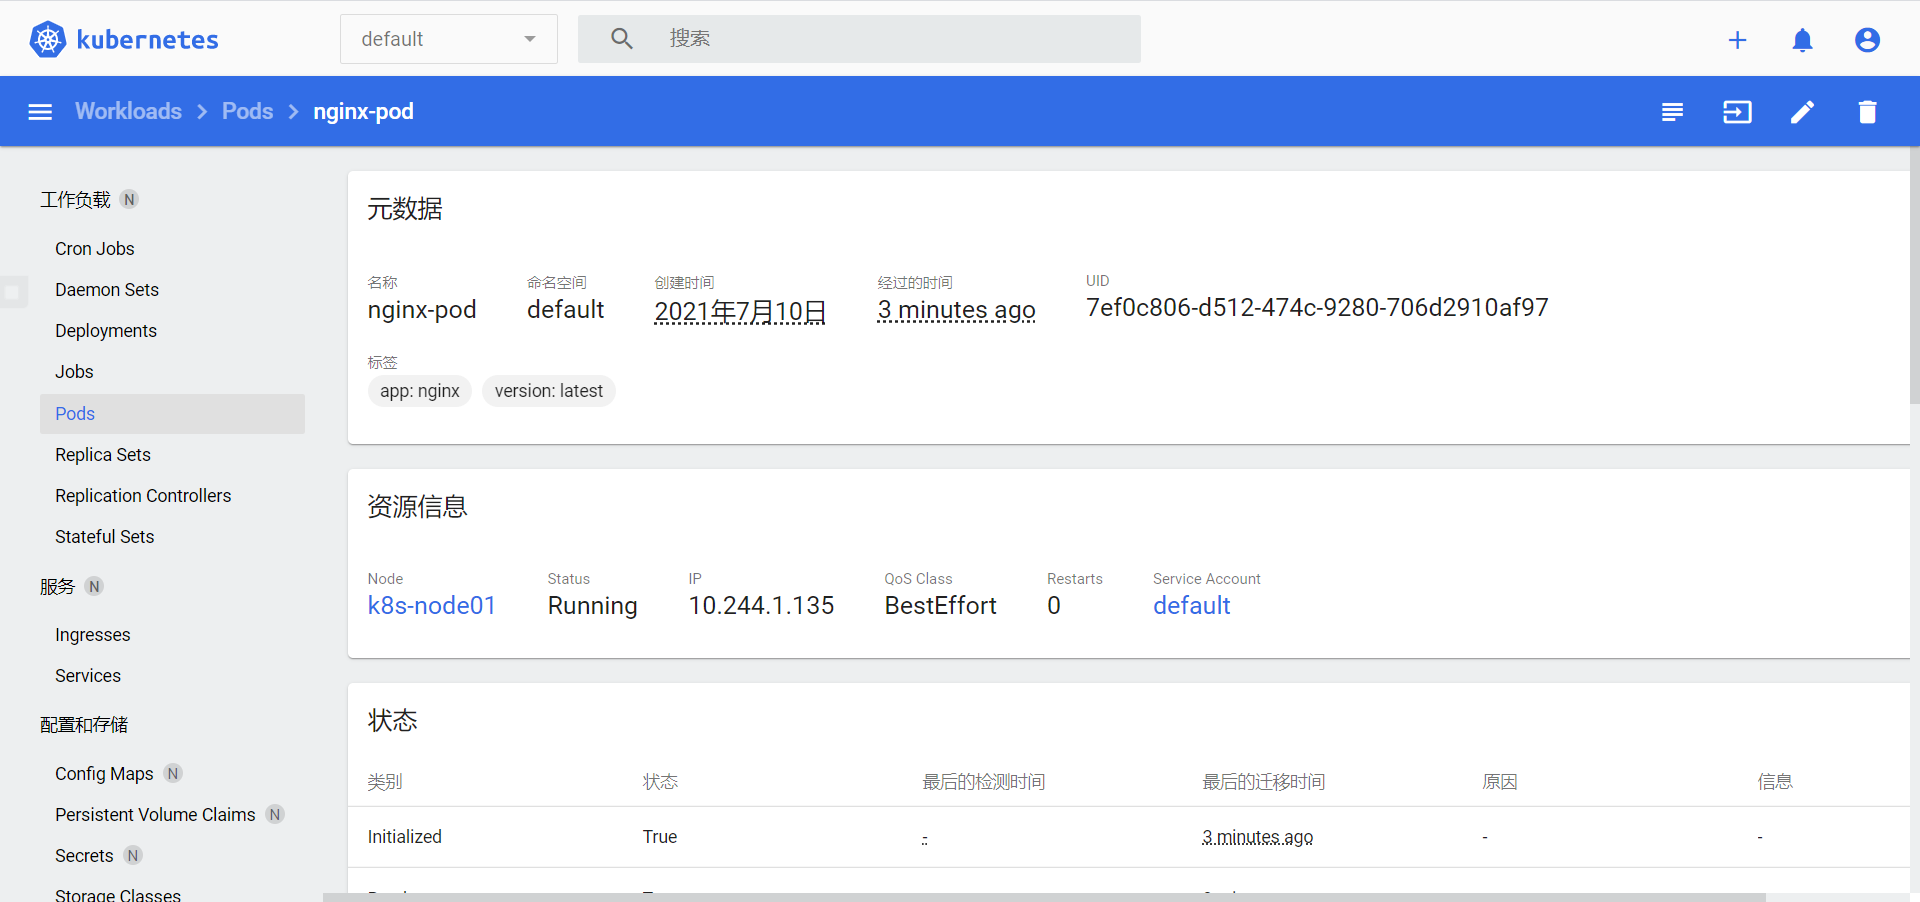 kubernetes
default
搜索
Workloads
Pods
nginx-pod
工作负载 N
Cron Jobs
Daemon Sets
Deployments
Jobs
Pods
Replica Sets
Replication Controllers
Stateful Sets
服务 N
Ingresses
Services
配置和存储
Config Maps N
Persistent Volume Claims N
Secrets N
Storage Classes
元数据
名称
nginx-pod
命名空间
default
创建时间
2021年7月10日
经过的时间
3 minutes ago
UID
7ef0c806-d512-474c-9280-706d2910af97
标签
app: nginx
version: latest
资源信息
Node
k8s-node01
Status
Running
IP
10.244.1.135
QoS Class
BestEffort
Restarts
0
Service Account
default
状态
类别 状态 最后的检测时间 最后的迁移时间 原因 信息
Initialized True - 3 minutes ago - -